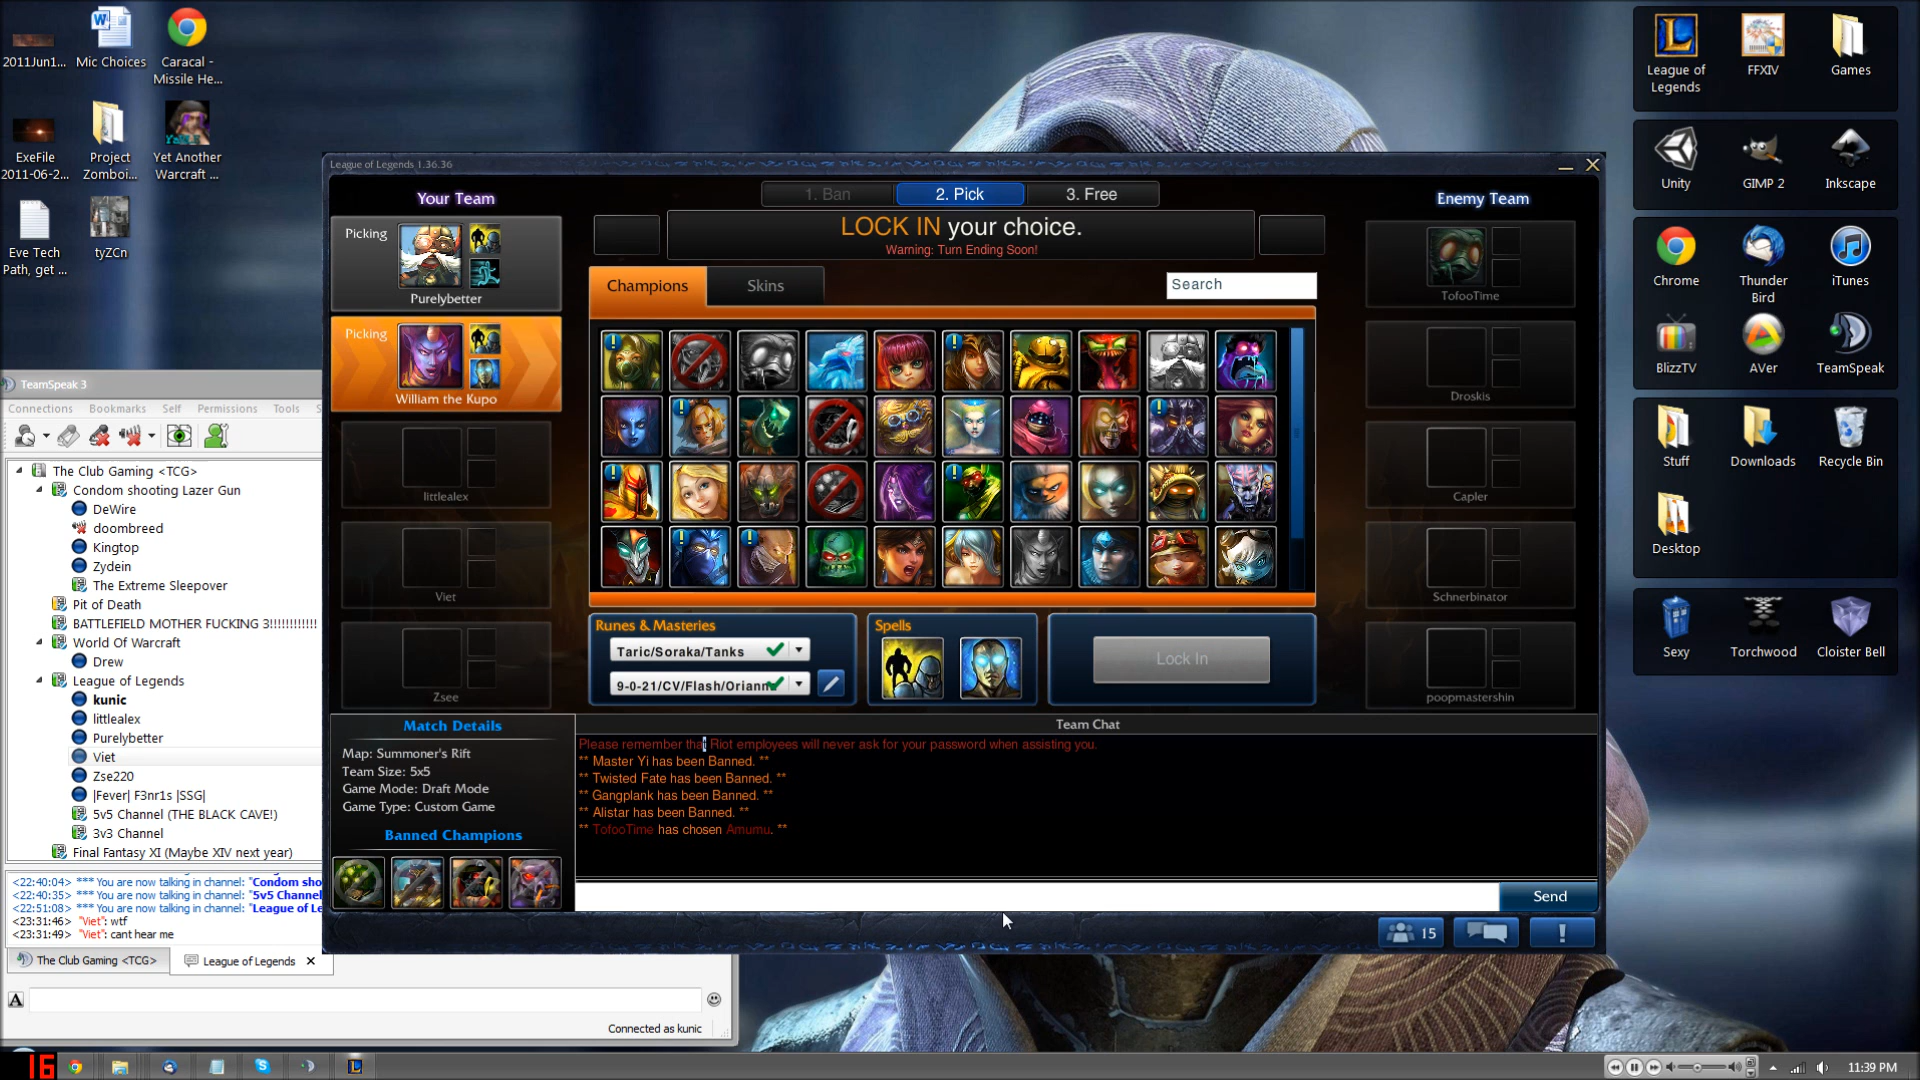 2011Jun1...
Mic Choices
Caracal -
Missile He...
ExeFile
2011-06-2...
Project
Zomboi...
Yet Another
Warcraft ...
Eve Tech
Path, get ...
tyZCn
League of
Legends
FFXIV
Games
Unity
GIMP 2
Inkscape
Chrome
Thunder
Bird
iTunes
BlizzTV
AVer
TeamSpeak
Stuff
Downloads
Recycle Bin
Desktop
Sexy
Torchwood
Cloister Bell
League of Legends 1.36.36
Your Team
1. Ban
2. Pick
3. Free
Enemy Team
LOCK IN your choice.
Warning: Turn Ending Soon!
Picking
Purelybetter
Picking
William the Kupo
littlealex
Viet
Zsee
Champions
Skins
Search
TofooTime
Droskis
Capler
Schnerbinator
poopmastershin
Runes & Masteries
Taric/Soraka/Tanks
9-0-21/CV/Flash/Orianna
Spells
Lock In
Match Details
Map: Summoner's Rift
Team Size: 5x5
Game Mode: Draft Mode
Game Type: Custom Game
Banned Champions
Team Chat
Please remember that Riot employees will never ask for your password when assisting you.
** Master Yi has been Banned. **
** Twisted Fate has been Banned. **
** Gangplank has been Banned. **
** Alistar has been Banned. **
** TofooTime has chosen Amumu. **
Send
15
TeamSpeak 3
Connections Bookmarks Self Permissions Tools S
The Club Gaming <TCG>
Condom shooting Lazer Gun
DeWire
doombreed
Kingtop
Zydein
The Extreme Sleepover
Pit of Death
BATTLEFIELD MOTHER FUCKING 3!!!!!!!!!!!!
World Of Warcraft
Drew
League of Legends
kunic
littlealex
Purelybetter
Viet
Zse220
|Fever| F3nr1s |SSG|
5v5 Channel (THE BLACK CAVE!)
3v3 Channel
Final Fantasy XI (Maybe XIV next year)
<22:40:04> *** You are now talking in channel: "Condom sho
<22:40:35> *** You are now talking in channel: "5v5 Channel
<22:51:08> *** You are now talking in channel: "League of Le
<23:31:46> "Viet": wtf
<23:31:49> "Viet": cant hear me
The Club Gaming <TCG>
League of Legends
Connected as kunic
16
11:39 PM